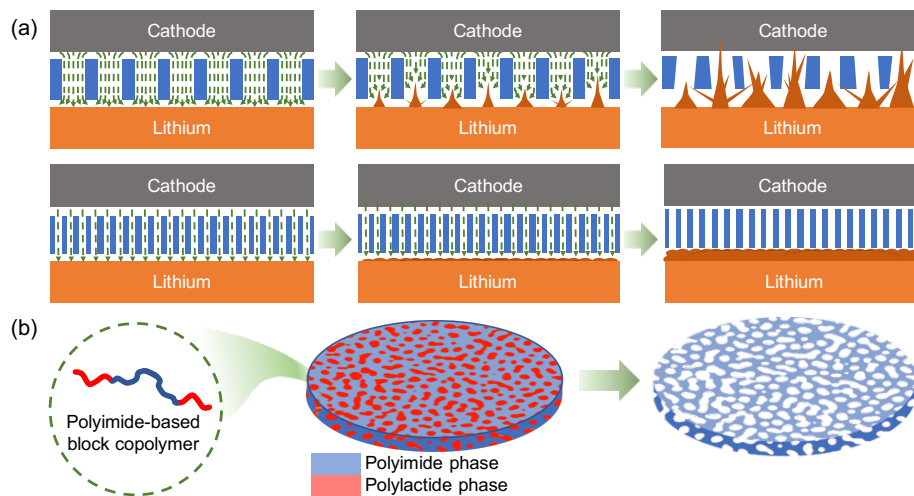 (a)
Cathode
Cathode
Cathode
Lithium
Lithium
Lithium
Cathode
Cathode
Cathode
Lithium
Lithium
Lithium
(b)
Polyimide-based
block copolymer
Polyimide phase
Polylactide phase